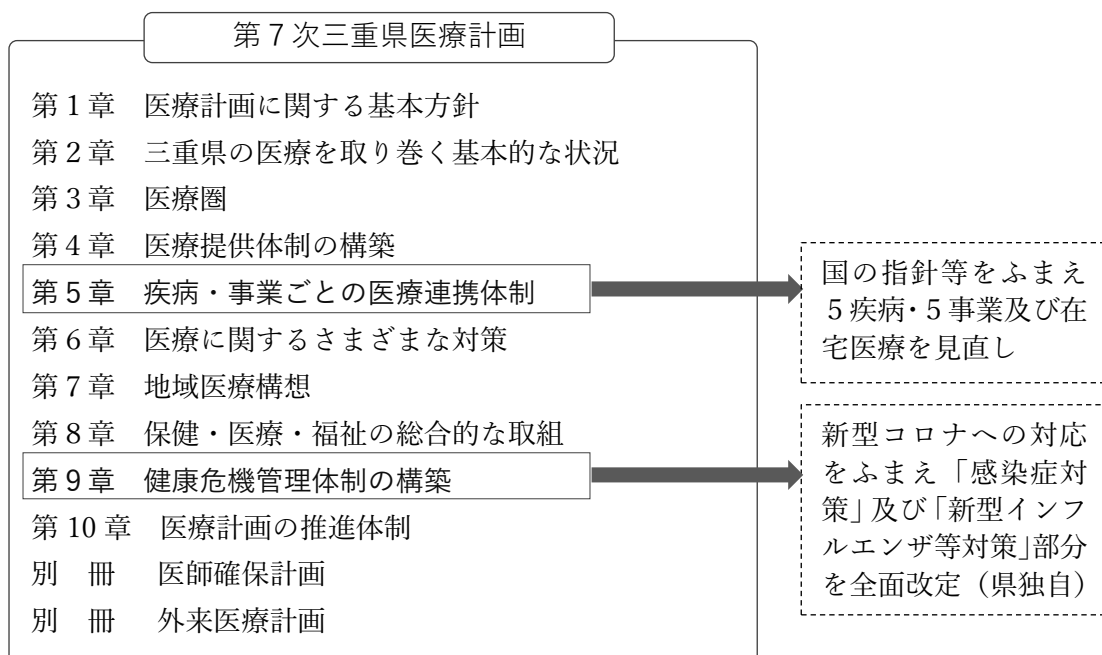 第７次三重県医療計画
第１章　医療計画に関する基本方針
第２章　三重県の医療を取り巻く基本的な状況
第３章　医療圏
第４章　医療提供体制の構築
第５章　疾病・事業ごとの医療連携体制
第６章　医療に関するさまざまな対策
第７章　地域医療構想
第８章　保健・医療・福祉の総合的な取組
第９章　健康危機管理体制の構築
第 10 章　医療計画の推進体制
別　冊　医師確保計画
別　冊　外来医療計画
国の指針等をふまえ
５疾病・５事業及び在
宅医療を見直し
新型コロナへの対応
をふまえ「感染症対
策」及び「新型インフ
ルエンザ等対策」部分
を全面改定（県独自）